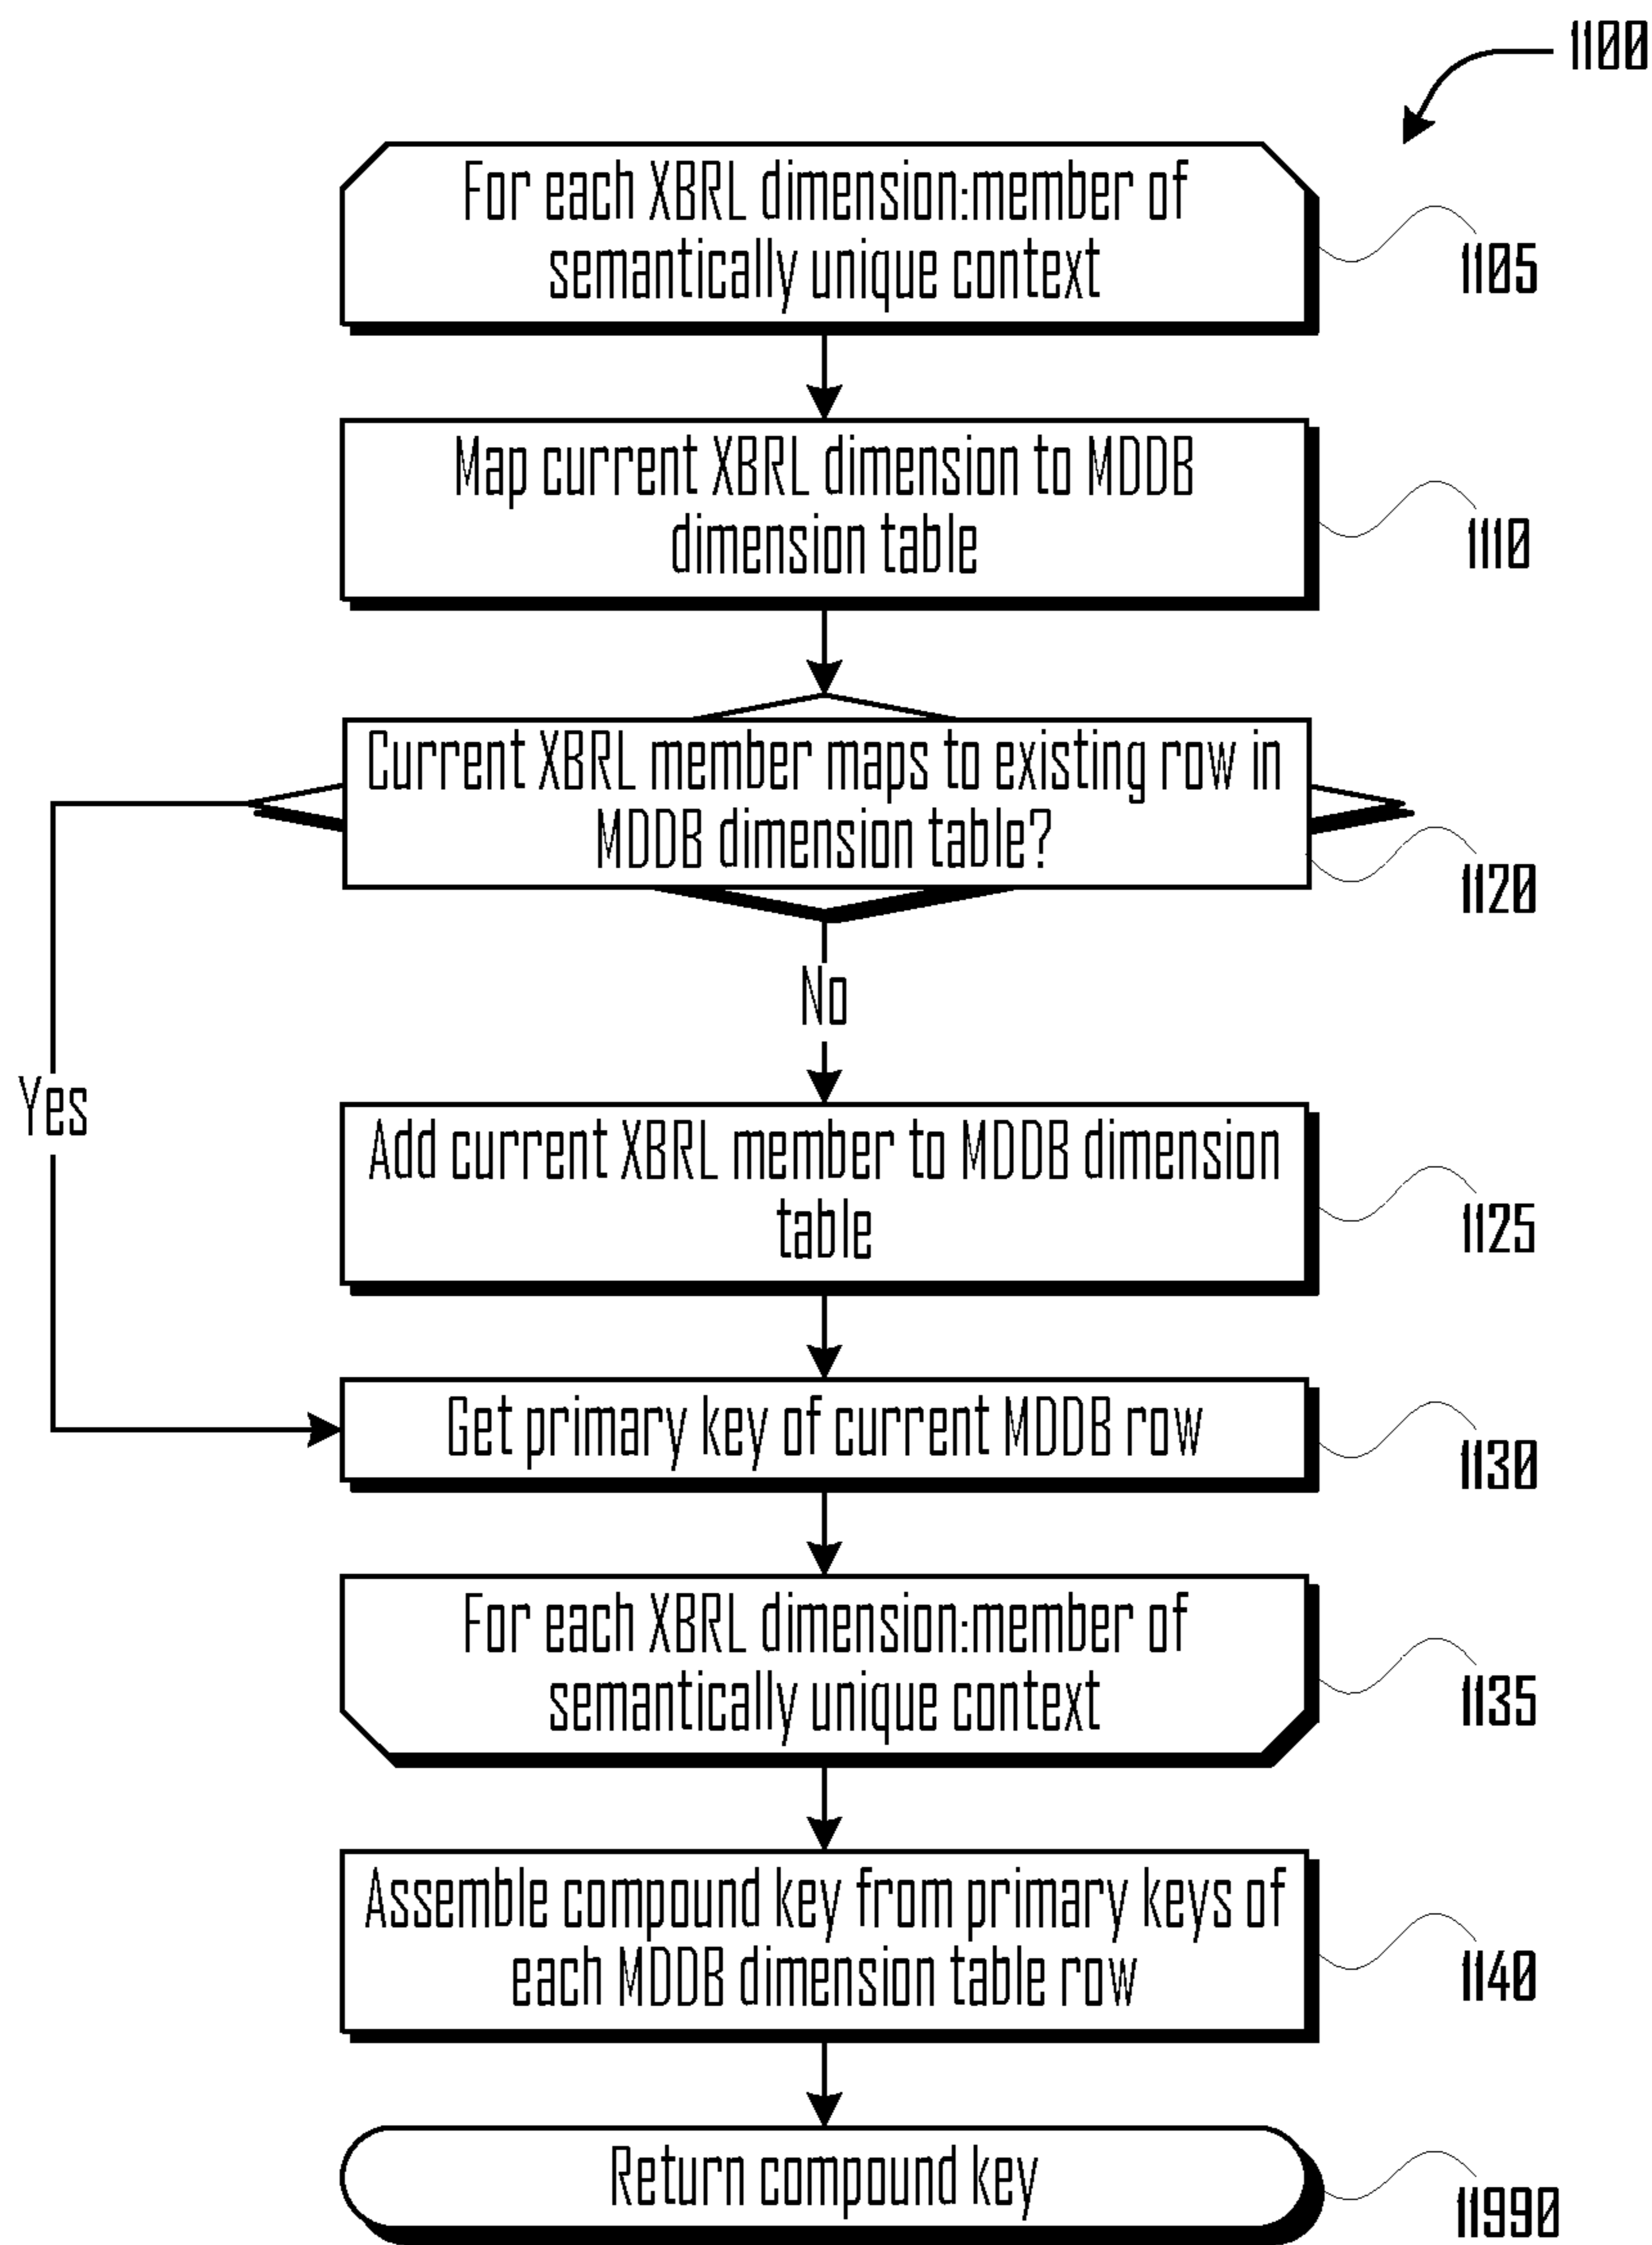 1100
For each XBRL dimension:member of
semantically unique context
1105
Map current XBRL dimension to MDDB
dimension table
1110
Current XBRL member maps to existing row in
MDDB dimension table?
1120
No
Yes
Add current XBRL member to MDDB dimension
table
1125
Get primary key of current MDDB row
1130
For each XBRL dimension:member of
semantically unique context
1135
Assemble compound key from primary keys of
each MDDB dimension table row
1140
Return compound key
11990